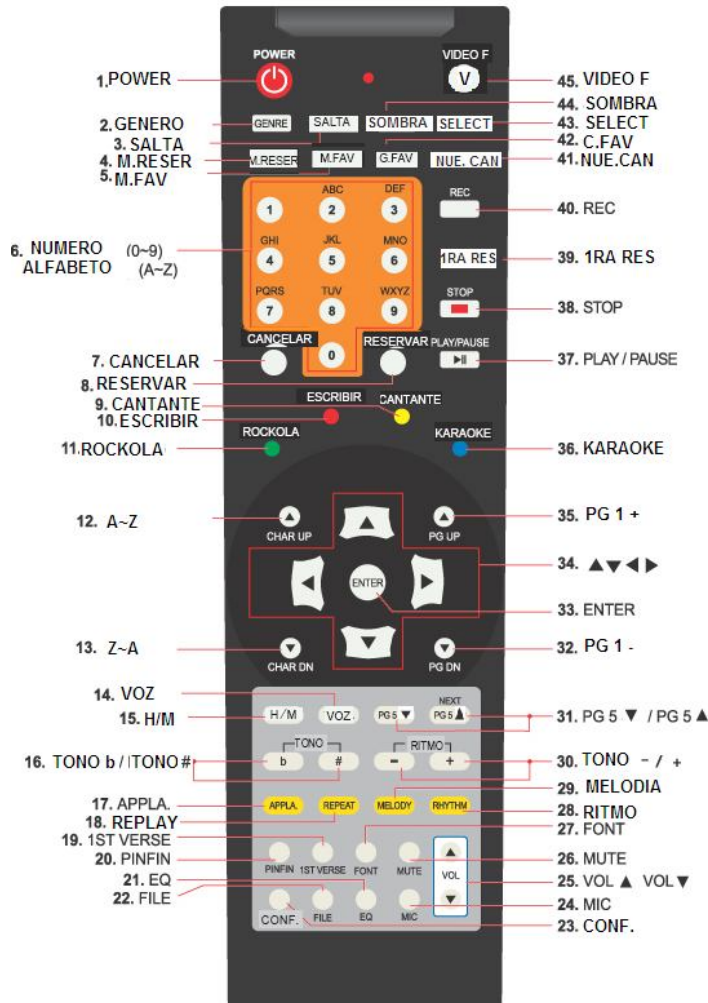 POWER
VIDEO F
1.POWER
V
45. VIDEO F
44. SOMBRA
2. GENERO
GENRE
SALTA
SOMBRA
SELECT
43. SELECT
3. SALTA
42. C.FAV
4. M.RESER
M.RESER
M.FAV
G.FAV
NUE. CAN
41. NUE.CAN
5. M.FAV
ABC
DEF
REC
1
2
3
40. REC
GHI
JKL
MNO
6. NUMERO (0~9)
ALFABETO (A~Z)
4
5
6
1RA RES
39. 1RA RES
PQRS
TUV
WXYZ
STOP
7
8
9
38. STOP
CANCELAR
0
RESERVAR
PLAY/PAUSE
7. CANCELAR
37. PLAY / PAUSE
8. RESERVAR
9. CANTANTE
ESCRIBIR
CANTANTE
10. ESCRIBIR
ROCKOLA
KARAOKE
11.ROCKOLA
36. KARAOKE
12. A~Z
CHAR UP
PG UP
35. PG 1 +
34. ▲▼◀▶
ENTER
33. ENTER
13. Z~A
CHAR DN
PG DN
32. PG 1 -
14. VOZ
NEXT
15. H/M
H/M
VOZ.
PG 5 ▼
PG 5 ▲
31. PG 5 ▼ / PG 5 ▲
TONO
RITMO
16. TONO b / TONO #
b
#
−
+
30. TONO − / +
29. MELODIA
17. APPLA.
APPLA.
REPEAT
MELODY
RHYTHM
28. RITMO
18. REPLAY
27. FONT
19. 1ST VERSE
20. PINFIN
PINFIN
1ST VERSE
FONT
MUTE
VOL
26. MUTE
21. EQ
25. VOL ▲ VOL ▼
22. FILE
24. MIC
CONF.
FILE
EQ
MIC
23. CONF.